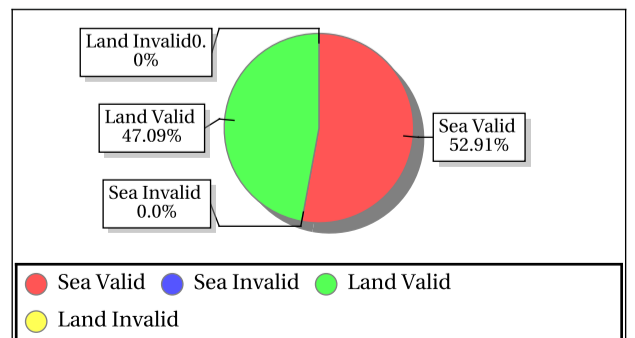 Land Invalid0.
0%
Land Valid
47.09%
Sea Valid
52.91%
Sea Invalid
0.0%
Sea Valid
Sea Invalid
Land Valid
Land Invalid